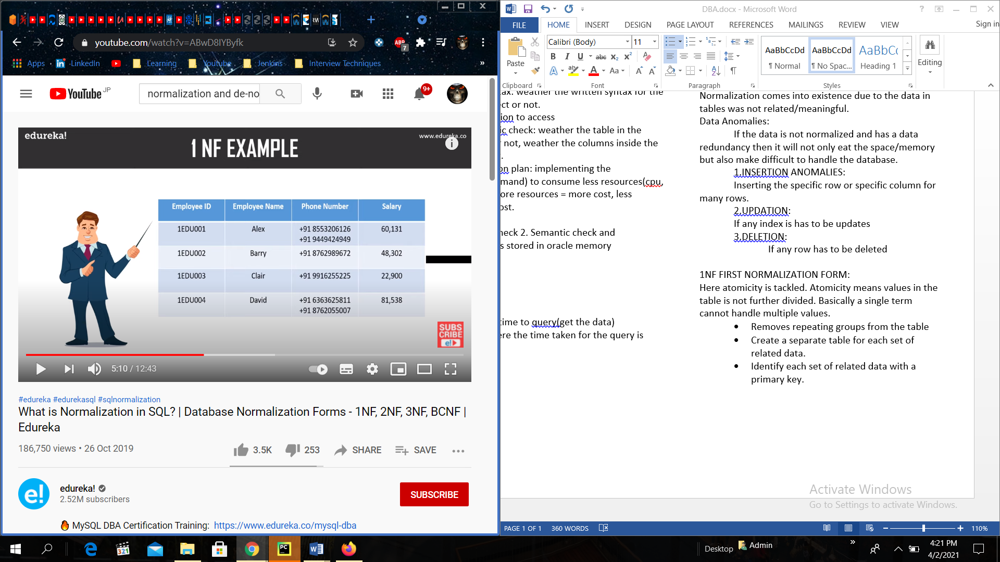 youtube.com/watch?v=ABwD8IYByfk
ABP
7
Apps
LinkedIn
Learning
Youtube
Jenkins
Interview Techniques
»
YouTube JP
normalization and de-no
9+
edureka!
www.edureka.co
1 NF EXAMPLE
Employee ID Employee Name Phone Number Salary
1EDU001 Alex +91 8553206126 60,131
+91 9449424949
1EDU002 Barry +91 8762989672 48,302
1EDU003 Clair +91 9916255225 22,900
1EDU004 David +91 6363625811 81,538
+91 8762055007
SUBS
CRIBE
e!
5:10 / 12:43
#edureka #edurekasql #sqlnormalization
What is Normalization in SQL? | Database Normalization Forms - 1NF, 2NF, 3NF, BCNF |
Edureka
186,750 views • 26 Oct 2019
3.5K 253 SHARE SAVE
e!
edureka!
2.52M subscribers
SUBSCRIBE
MySQL DBA Certification Training: https://www.edureka.co/mysql-dba
DBA.docx - Microsoft Word
?
FILE HOME INSERT DESIGN PAGE LAYOUT REFERENCES MAILINGS REVIEW VIEW Sign in
Paste
Clipboard
Calibri (Body) 11
B I U abc X₂ X²
A ab A Aa A A
Font
Paragraph
AaBbCcDd AaBbCcDd AaBbCc
¶ Normal ¶ No Spac... Heading 1
Styles
Editing
ax: weather the written syntax for the
ct or not.
ion to access
ic check: weather the table in the
r not, weather the columns inside the
.
on plan: implementing the
mand) to consume less resources(cpu,
ore resources = more cost, less
ost.
heck 2. Semantic check and
s stored in oracle memory
time to query(get the data)
ere the time taken for the query is
Normalization comes into existence due to the data in
tables was not related/meaningful.
Data Anomalies:
If the data is not normalized and has a data
redundancy then it will not only eat the space/memory
but also make difficult to handle the database.
1.INSERTION ANOMALIES:
Inserting the specific row or specific column for
many rows.
2.UPDATION:
If any index is has to be updates
3.DELETION:
If any row has to be deleted
1NF FIRST NORMALIZATION FORM:
Here atomicity is tackled. Atomicity means values in the
table is not further divided. Basically a single term
cannot handle multiple values.
• Removes repeating groups from the table
• Create a separate table for each set of
related data.
• Identify each set of related data with a
primary key.
Activate Windows
Go to Settings to activate Windows.
PAGE 1 OF 1 360 WORDS
110%
321
PC
Desktop
Admin
»
4:21 PM
4/2/2021